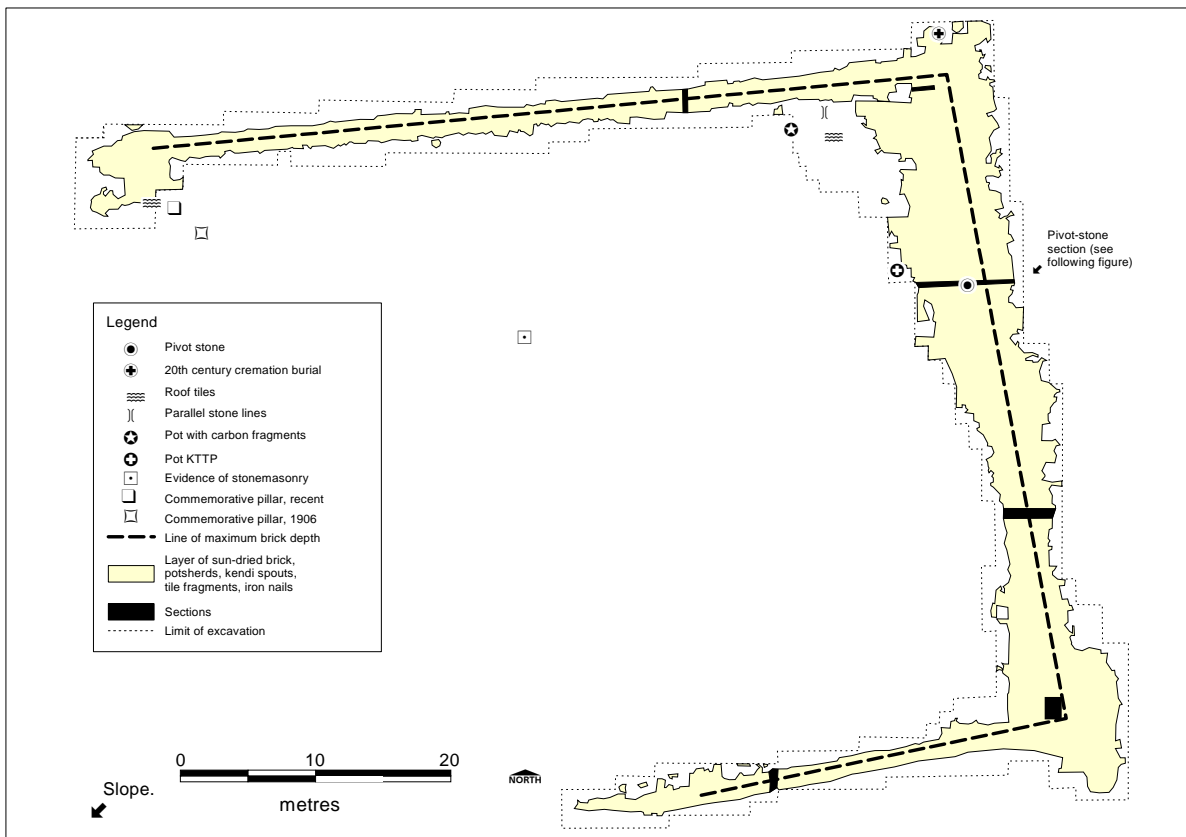 Pivot-stone
section (see
following figure)
Legend
Pivot stone
20th century cremation burial
Roof tiles
Parallel stone lines
Pot with carbon fragments
Pot KTTP
Evidence of stonemasonry
Commemorative pillar, recent
Commemorative pillar, 1906
Line of maximum brick depth
Layer of sun-dried brick,
potsherds, kendi spouts,
tile fragments, iron nails
Sections
Limit of excavation
0 10 20
metres
NORTH
Slope.